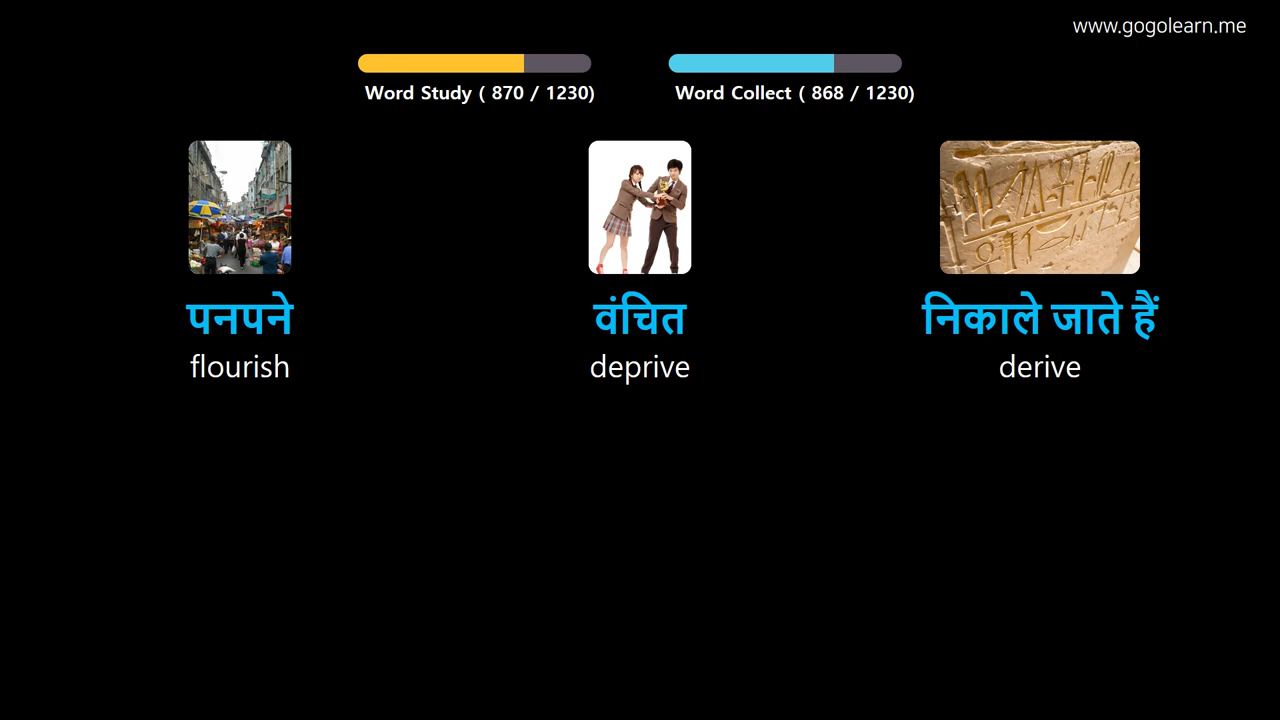 www.gogolearn.me
Word Study ( 870 / 1230)
Word Collect ( 868 / 1230)
पनपने
flourish
वंचित
deprive
निकाले जाते हैं
derive